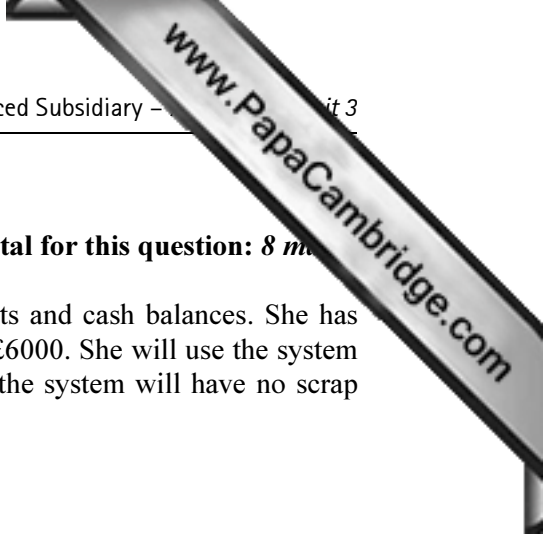 ced Subsidiary – it 3
www.PapaCambridge.com
tal for this question: 8 m
ts and cash balances. She has
£6000. She will use the system
the system will have no scrap